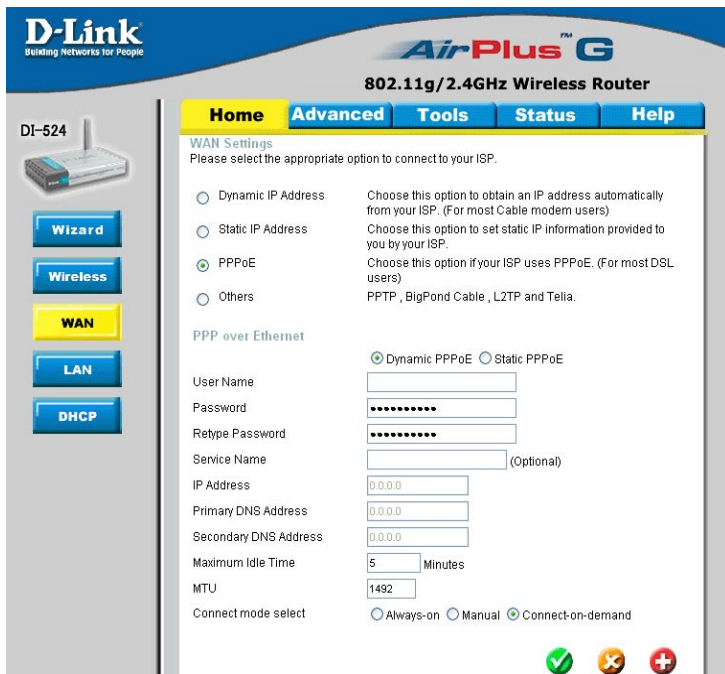 D-Link
Building Networks for People
AirPlus G™
802.11g/2.4GHz Wireless Router
DI-524
Home Advanced Tools Status Help
Wizard
Wireless
WAN
LAN
DHCP
WAN Settings
Please select the appropriate option to connect to your ISP.
Dynamic IP Address Choose this option to obtain an IP address automatically
from your ISP. (For most Cable modem users)
Static IP Address Choose this option to set static IP information provided to
you by your ISP.
PPPoE Choose this option if your ISP uses PPPoE. (For most DSL
users)
Others PPTP , BigPond Cable , L2TP and Telia.
PPP over Ethernet
Dynamic PPPoE Static PPPoE
User Name
Password ••••••••••
Retype Password ••••••••••
Service Name (Optional)
IP Address 0.0.0.0
Primary DNS Address 0.0.0.0
Secondary DNS Address 0.0.0.0
Maximum Idle Time 5 Minutes
MTU 1492
Connect mode select Always-on Manual Connect-on-demand